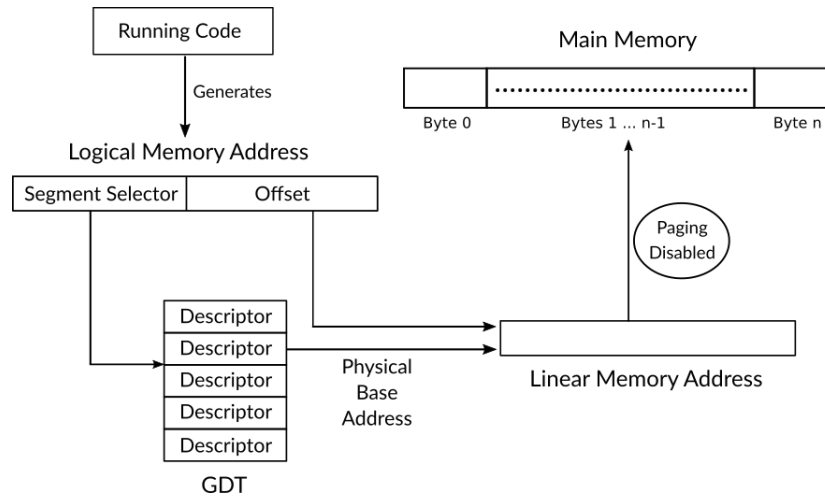 Running Code
Generates
Logical Memory Address
Segment Selector
Offset
Descriptor
Descriptor
Descriptor
Descriptor
Descriptor
GDT
Physical
Base
Address
Main Memory
Byte 0
Bytes 1 ... n-1
Byte n
Paging
Disabled
Linear Memory Address